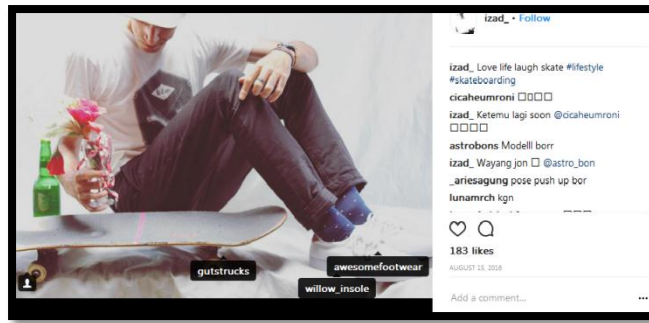 izad_ • Follow
izad_ Love life laugh skate #lifestyle
#skateboarding
cicaheumroni
izad_ Ketemu lagi soon @cicaheumroni
astrobons Modelll borr
izad_ Wayang jon @astro_bon
_ariesagung pose push up bor
lunamrch kgn
183 likes
AUGUST 15, 2016
Add a comment...
gutstrucks
awesomefootwear
willow_insole